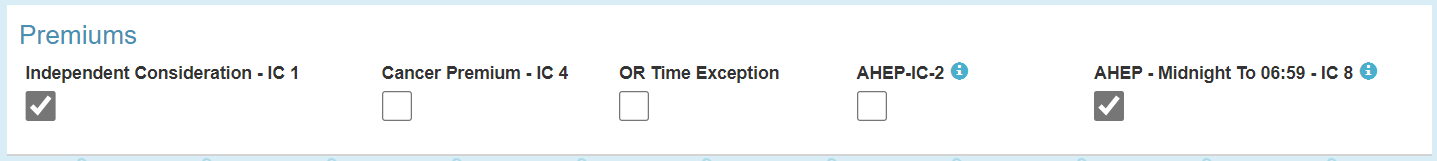 Premiums
Independent Consideration - IC 1 Cancer Premium - IC 4 OR Time Exception AHEP-IC-2 AHEP - Midnight To 06:59 - IC 8